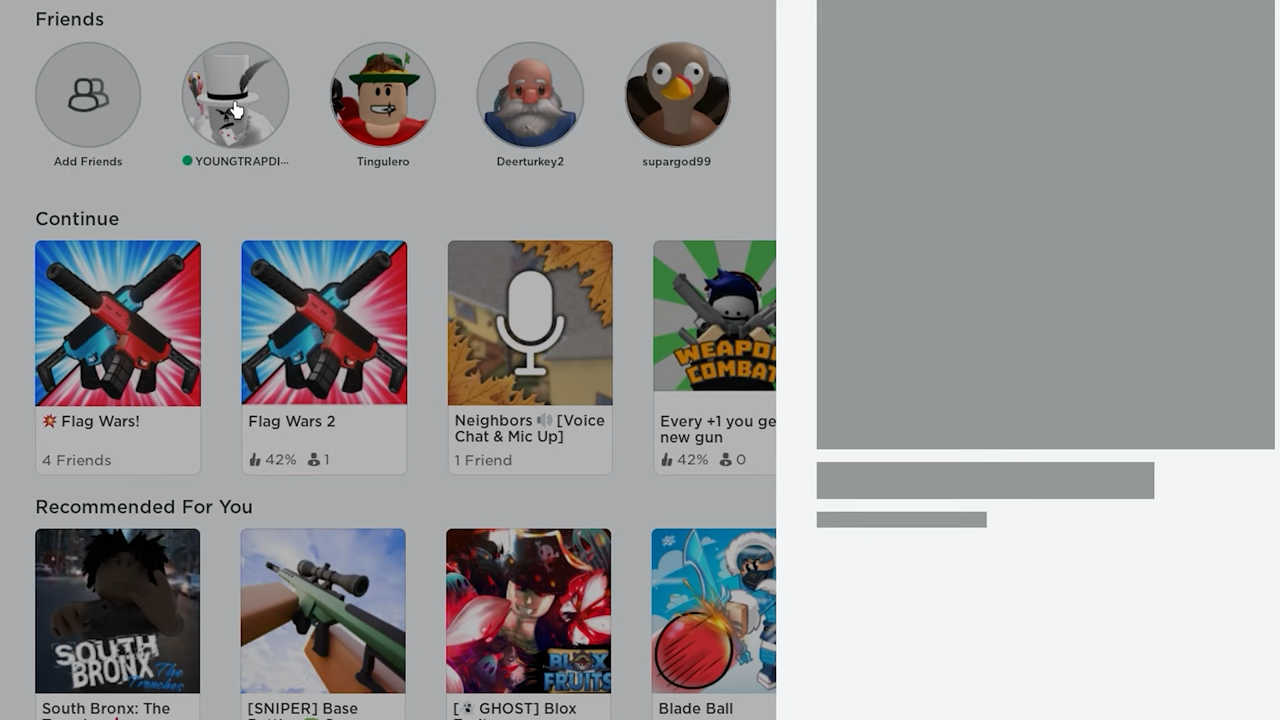 Friends
Add Friends
YOUNGTRAPDI...
Tingulero
Deerturkey2
supargod99
Continue
WEAPON
COMBAT
💥 Flag Wars!
4 Friends
Flag Wars 2
42% 1
Neighbors 🔊 [Voice
Chat & Mic Up]
1 Friend
Every +1 you ge
new gun
42% 0
Recommended For You
SOUTH
BRONX The
Trenches
BLOX
FRUITS
South Bronx: The
[SNIPER] Base
[👻 GHOST] Blox
Blade Ball